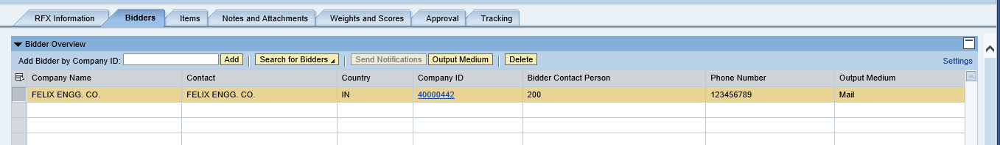 RFX Information Bidders Items Notes and Attachments Weights and Scores Approval Tracking
Bidder Overview
Add Bidder by Company ID: Add Search for Bidders Send Notifications Output Medium Delete Settings
Company Name Contact Country Company ID Bidder Contact Person Phone Number Output Medium
FELIX ENGG. CO. FELIX ENGG. CO. IN 40000442 200 123456789 Mail